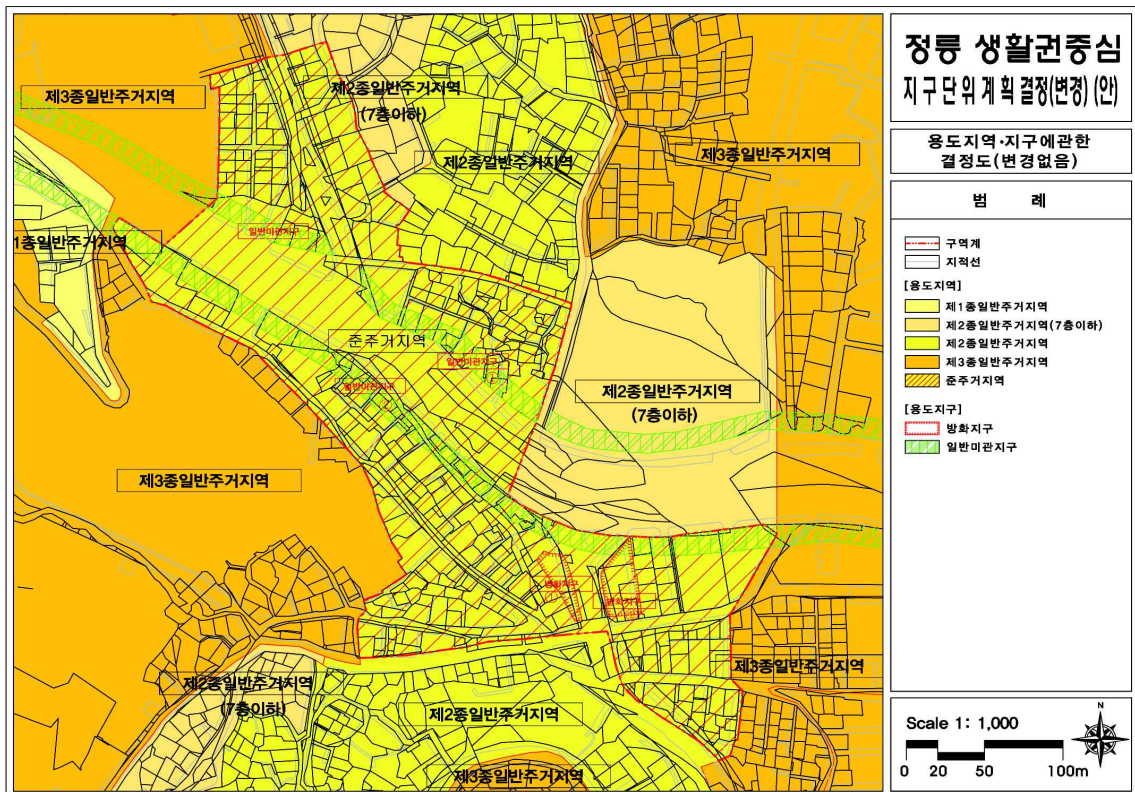 정릉 생활권중심
지구단위계획결정(변경)(안)
용도지역·지구에관한
결정도(변경없음)
범 례
구역계
지적선
[용도지역]
제1종일반주거지역
제2종일반주거지역(7층이하)
제2종일반주거지역
제3종일반주거지역
준주거지역
[용도지구]
방화지구
일반미관지구
Scale 1: 1,000
N
0 20 50 100m
제3종일반주거지역
제2종일반주거지역
(7층이하)
제2종일반주거지역
제3종일반주거지역
1종일반주거지역
일반미관지구
준주거지역
일반미관지구
일반미관지구
제2종일반주거지역
(7층이하)
제3종일반주거지역
방화지구
방화지구
제3종일반주거지역
제2종일반주거지역
(7층이하)
제2종일반주거지역
제3종일반주거지역